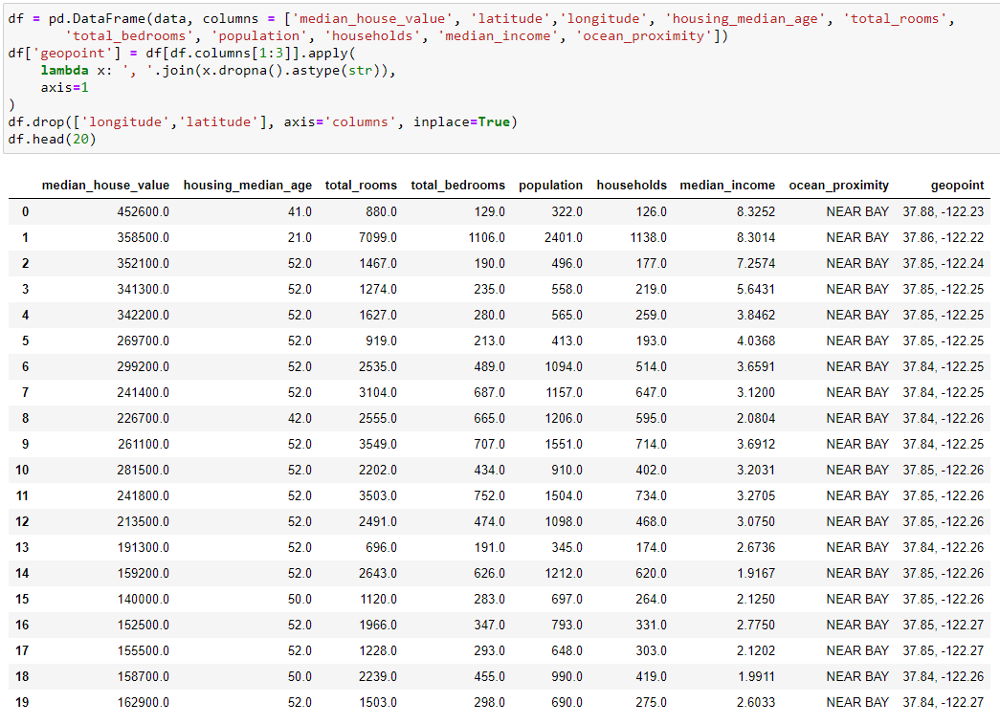 df = pd.DataFrame(data, columns = ['median_house_value', 'latitude','longitude', 'housing_median_age', 'total_rooms',
'total_bedrooms', 'population', 'households', 'median_income', 'ocean_proximity'])
df['geopoint'] = df[df.columns[1:3]].apply(
lambda x: ', '.join(x.dropna().astype(str)),
axis=1
)
df.drop(['longitude','latitude'], axis='columns', inplace=True)
df.head(20)
median_house_value housing_median_age total_rooms total_bedrooms population households median_income ocean_proximity geopoint
0 452600.0 41.0 880.0 129.0 322.0 126.0 8.3252 NEAR BAY 37.88, -122.23
1 358500.0 21.0 7099.0 1106.0 2401.0 1138.0 8.3014 NEAR BAY 37.86, -122.22
2 352100.0 52.0 1467.0 190.0 496.0 177.0 7.2574 NEAR BAY 37.85, -122.24
3 341300.0 52.0 1274.0 235.0 558.0 219.0 5.6431 NEAR BAY 37.85, -122.25
4 342200.0 52.0 1627.0 280.0 565.0 259.0 3.8462 NEAR BAY 37.85, -122.25
5 269700.0 52.0 919.0 213.0 413.0 193.0 4.0368 NEAR BAY 37.85, -122.25
6 299200.0 52.0 2535.0 489.0 1094.0 514.0 3.6591 NEAR BAY 37.84, -122.25
7 241400.0 52.0 3104.0 687.0 1157.0 647.0 3.1200 NEAR BAY 37.84, -122.25
8 226700.0 42.0 2555.0 665.0 1206.0 595.0 2.0804 NEAR BAY 37.84, -122.26
9 261100.0 52.0 3549.0 707.0 1551.0 714.0 3.6912 NEAR BAY 37.84, -122.25
10 281500.0 52.0 2202.0 434.0 910.0 402.0 3.2031 NEAR BAY 37.85, -122.26
11 241800.0 52.0 3503.0 752.0 1504.0 734.0 3.2705 NEAR BAY 37.85, -122.26
12 213500.0 52.0 2491.0 474.0 1098.0 468.0 3.0750 NEAR BAY 37.85, -122.26
13 191300.0 52.0 696.0 191.0 345.0 174.0 2.6736 NEAR BAY 37.84, -122.26
14 159200.0 52.0 2643.0 626.0 1212.0 620.0 1.9167 NEAR BAY 37.85, -122.26
15 140000.0 50.0 1120.0 283.0 697.0 264.0 2.1250 NEAR BAY 37.85, -122.26
16 152500.0 52.0 1966.0 347.0 793.0 331.0 2.7750 NEAR BAY 37.85, -122.27
17 155500.0 52.0 1228.0 293.0 648.0 303.0 2.1202 NEAR BAY 37.85, -122.27
18 158700.0 50.0 2239.0 455.0 990.0 419.0 1.9911 NEAR BAY 37.84, -122.26
19 162900.0 52.0 1503.0 298.0 690.0 275.0 2.6033 NEAR BAY 37.84, -122.27